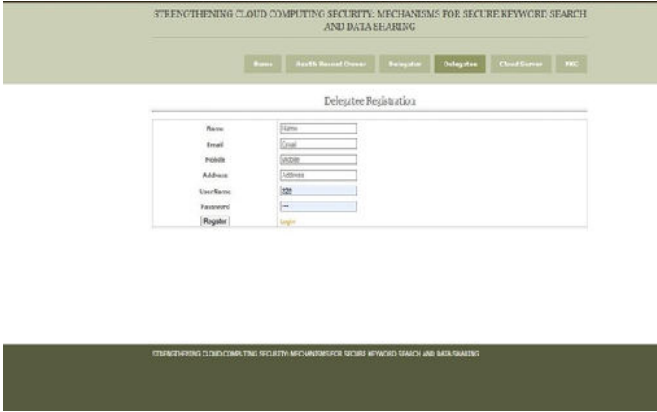 STRENGTHENING CLOUD COMPUTING SECURITY: MECHANISMS FOR SECURE KEYWORD SEARCH
AND DATA SHARING
Home Health Record Owner Delegator Delegatee Cloud Server PKG
Delegatee Registration
Name Name
Email Email
Mobile Mobile
Address Address
UserName
Password
Register Login
STRENGTHENING CLOUD COMPUTING SECURITY: MECHANISMS FOR SECURE KEYWORD SEARCH AND DATA SHARING